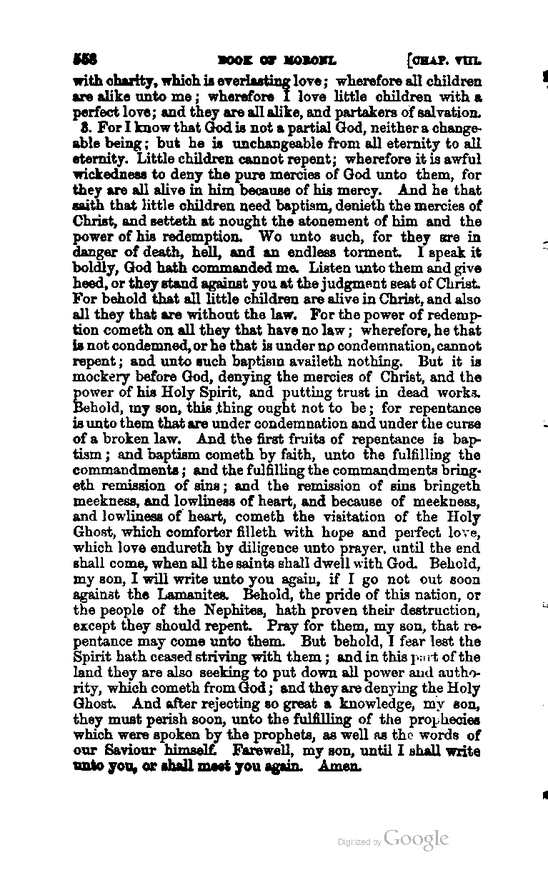 558 BOOK OF MORONI. [CHAP. VIII.
with charity, which is everlasting love; wherefore all children
are alike unto me; wherefore I love little children with a
perfect love; and they are all alike, and partakers of salvation.
3. For I know that God is not a partial God, neither a change-
able being; but he is unchangeable from all eternity to all
eternity. Little children cannot repent; wherefore it is awful
wickedness to deny the pure mercies of God unto them, for
they are all alive in him because of his mercy. And he that
saith that little children need baptism, denieth the mercies of
Christ, and setteth at nought the atonement of him and the
power of his redemption. Wo unto such, for they are in
danger of death, hell, and an endless torment. I speak it
boldly, God hath commanded me. Listen unto them and give
heed, or they stand against you at the judgment seat of Christ.
For behold that all little children are alive in Christ, and also
all they that are without the law. For the power of redemp-
tion cometh on all they that have no law; wherefore, he that
is not condemned, or he that is under no condemnation, cannot
repent; and unto such baptism availeth nothing. But it is
mockery before God, denying the mercies of Christ, and the
power of his Holy Spirit, and putting trust in dead works.
Behold, my son, this thing ought not to be; for repentance
is unto them that are under condemnation and under the curse
of a broken law. And the first fruits of repentance is bap-
tism; and baptism cometh by faith, unto the fulfilling the
commandments; and the fulfilling the commandments bring-
eth remission of sins; and the remission of sins bringeth
meekness, and lowliness of heart, and because of meekness,
and lowliness of heart, cometh the visitation of the Holy
Ghost, which comforter filleth with hope and perfect love,
which love endureth by diligence unto prayer, until the end
shall come, when all the saints shall dwell with God. Behold,
my son, I will write unto you again, if I go not out soon
against the Lamanites. Behold, the pride of this nation, or
the people of the Nephites, hath proven their destruction,
except they should repent. Pray for them, my son, that re-
pentance may come unto them. But behold, I fear lest the
Spirit hath ceased striving with them; and in this part of the
land they are also seeking to put down all power and autho-
rity, which cometh from God; and they are denying the Holy
Ghost. And after rejecting so great a knowledge, my son,
they must perish soon, unto the fulfilling of the prophecies
which were spoken by the prophets, as well as the words of
our Saviour himself. Farewell, my son, until I shall write
unto you, or shall meet you again. Amen.
Digitized by Google